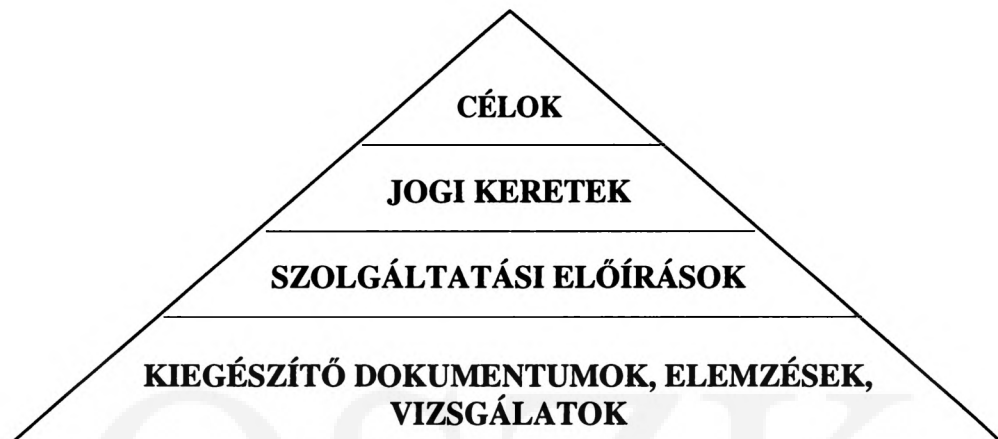 CÉLOK
JOGI KERETEK
SZOLGÁLTATÁSI ELŐÍRÁSOK
KIEGÉSZÍTŐ DOKUMENTUMOK, ELEMZÉSEK,
VIZSGÁLATOK